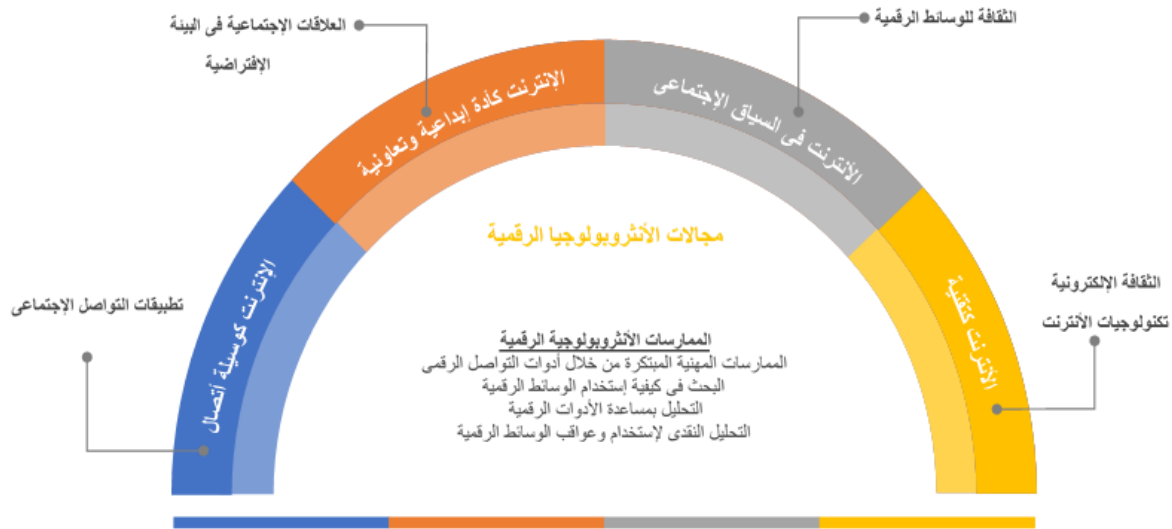 الثقافة للوسائط الرقمية
العلاقات الإجتماعية فى البيئة
الإفتراضية
الأنترنت فى السياق الإجتماعى
الإنترنت كأدة إبداعية وتعاونية
مجالات الأنثروبولوجيا الرقمية
الثقافة الإلكترونية
تكنولوجيات الأنترنت
الأنترنت كتقنية
الإنترنت كوسيلة أتصال
تطبيقات التواصل الإجتماعى
الممارسات الأنثروبولوجية الرقمية
الممارسات المهنية المبتكرة من خلال أدوات التواصل الرقمى
البحث فى كيفية إستخدام الوسائط الرقمية
التحليل بمساعدة الأدوات الرقمية
التحليل النقدى لإستخدام وعواقب الوسائط الرقمية